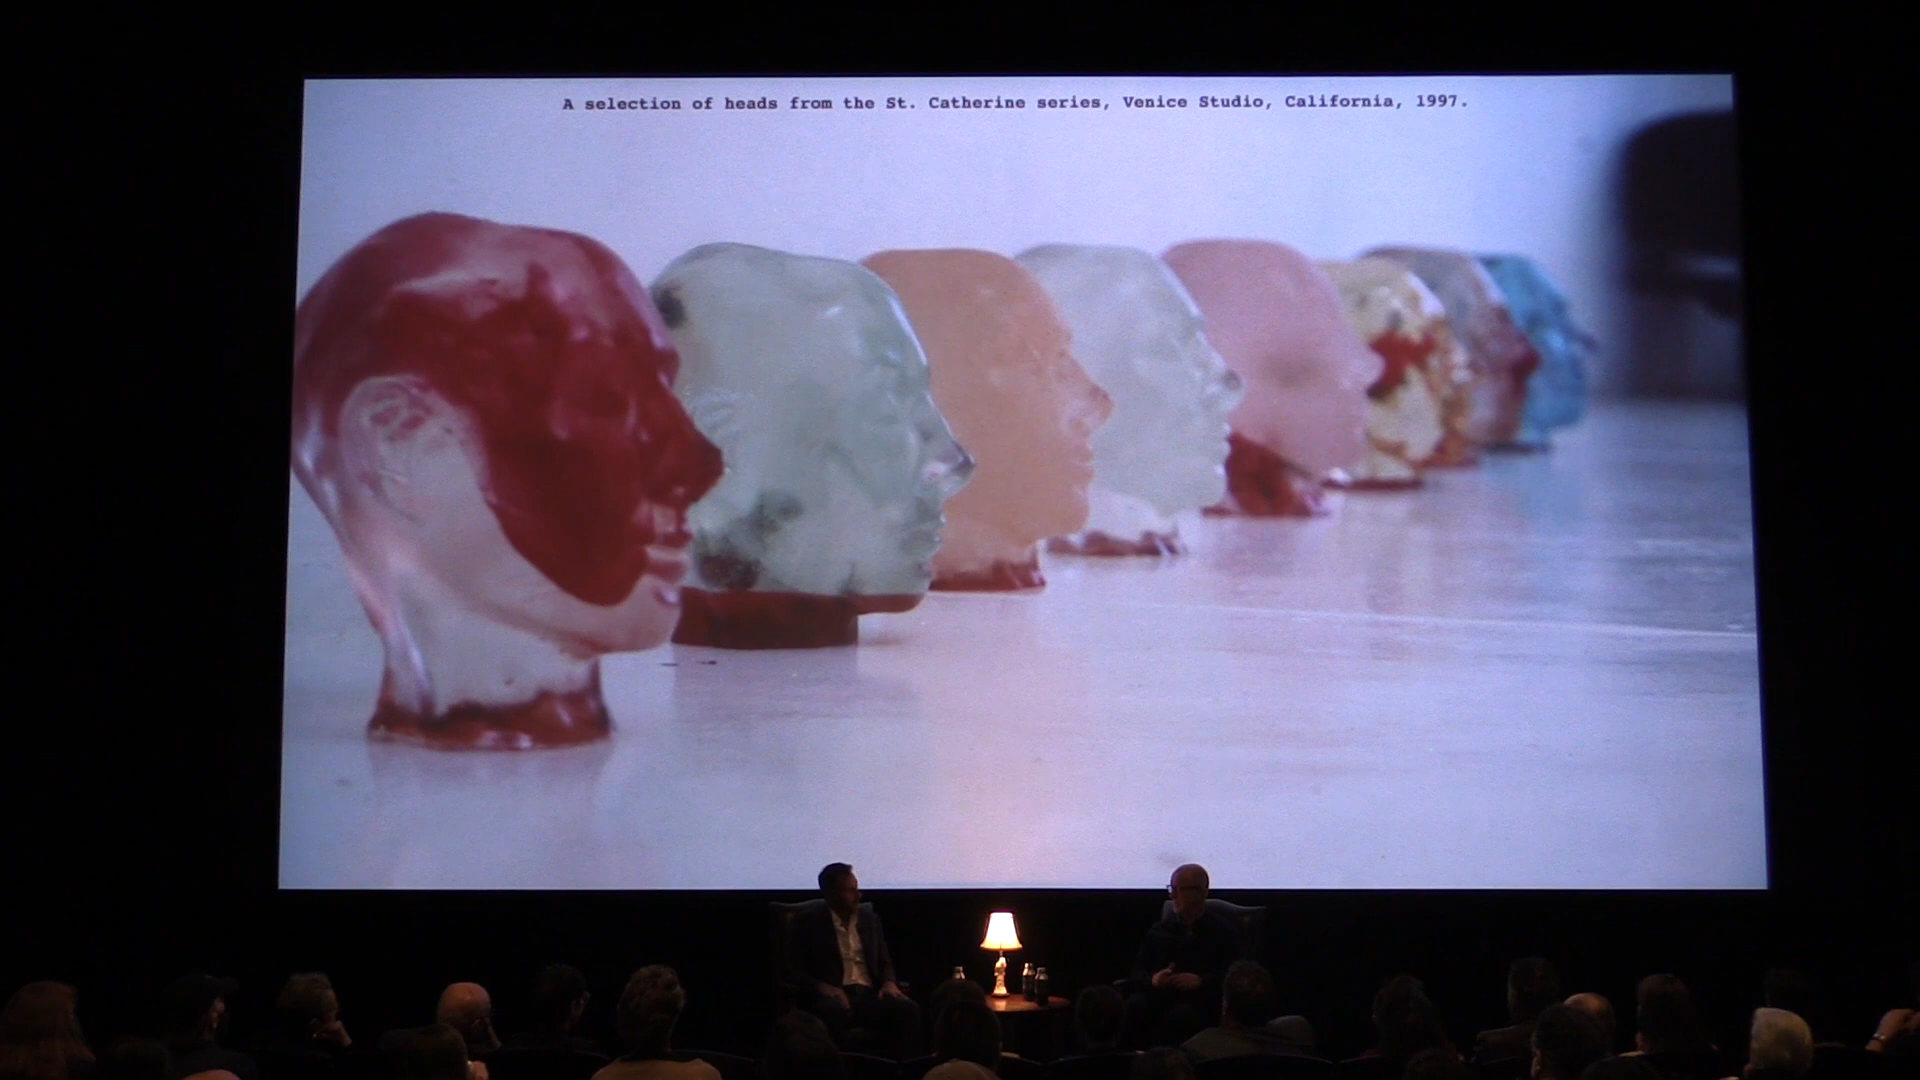 A selection of heads from the St. Catherine series, Venice Studio, California, 1997.